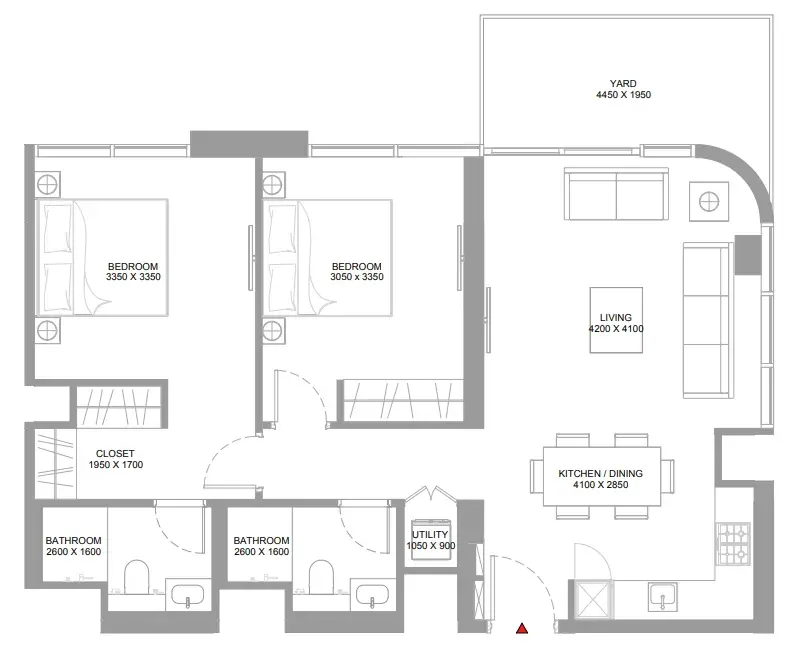 YARD
4450 X 1950
BEDROOM
3350 X 3350
BEDROOM
3050 x 3350
LIVING
4200 X 4100
CLOSET
1950 X 1700
KITCHEN / DINING
4100 X 2850
BATHROOM
2600 X 1600
BATHROOM
2600 X 1600
UTILITY
1050 X 900